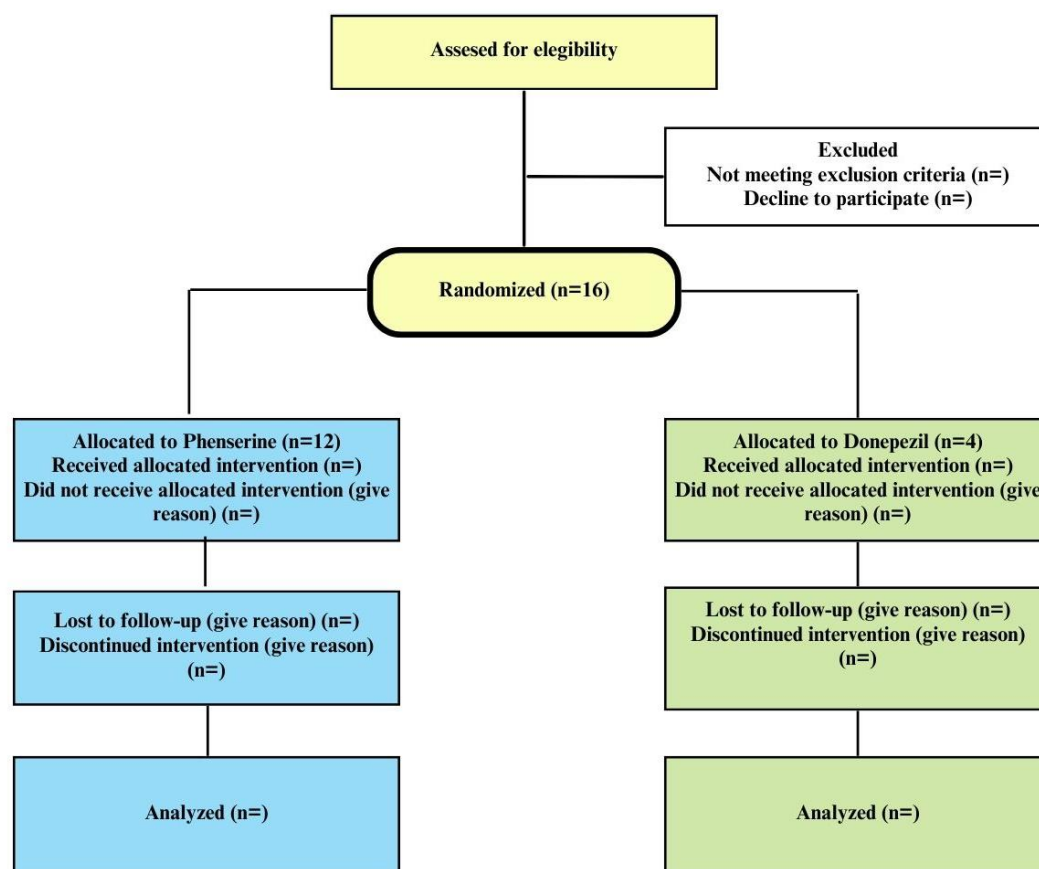 Assesed for elegibility
Excluded
Not meeting exclusion criteria (n=)
Decline to participate (n=)
Randomized (n=16)
Allocated to Phenserine (n=12)
Received allocated intervention (n=)
Did not receive allocated intervention (give
reason) (n=)
Allocated to Donepezil (n=4)
Received allocated intervention (n=)
Did not receive allocated intervention (give
reason) (n=)
Lost to follow-up (give reason) (n=)
Discontinued intervention (give reason)
(n=)
Lost to follow-up (give reason) (n=)
Discontinued intervention (give reason)
(n=)
Analyzed (n=)
Analyzed (n=)